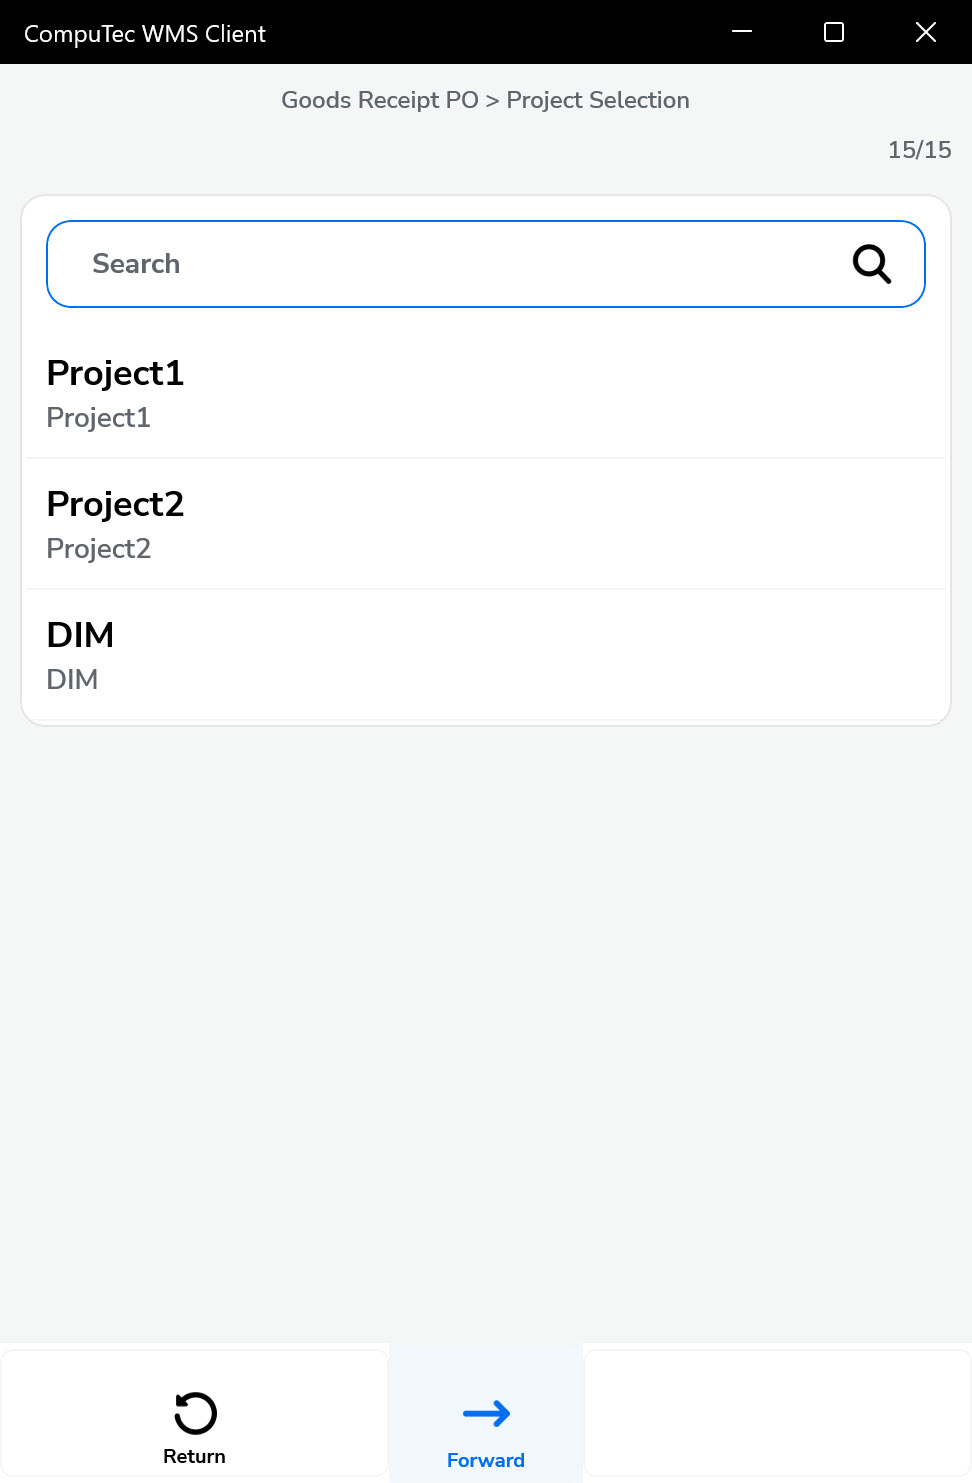 CompuTec WMS Client
Goods Receipt PO > Project Selection
15/15
Search
Project1
Project1
Project2
Project2
DIM
DIM
Return
Forward